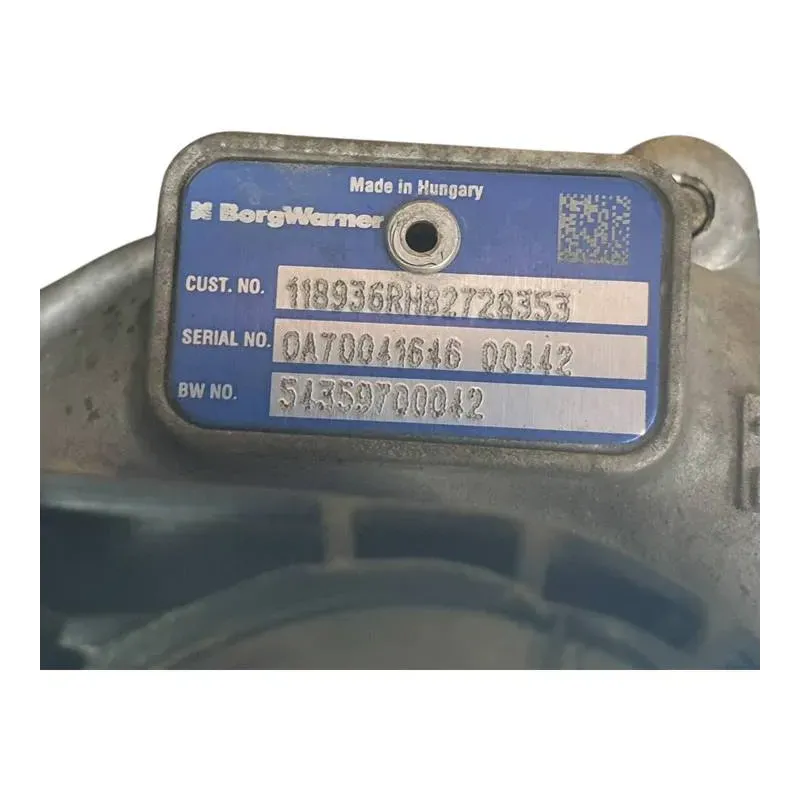 Made in Hungary
BorgWarner
CUST. NO. 118936RH82728353
SERIAL NO. 0A70041646 00442
BW NO. 54359700042